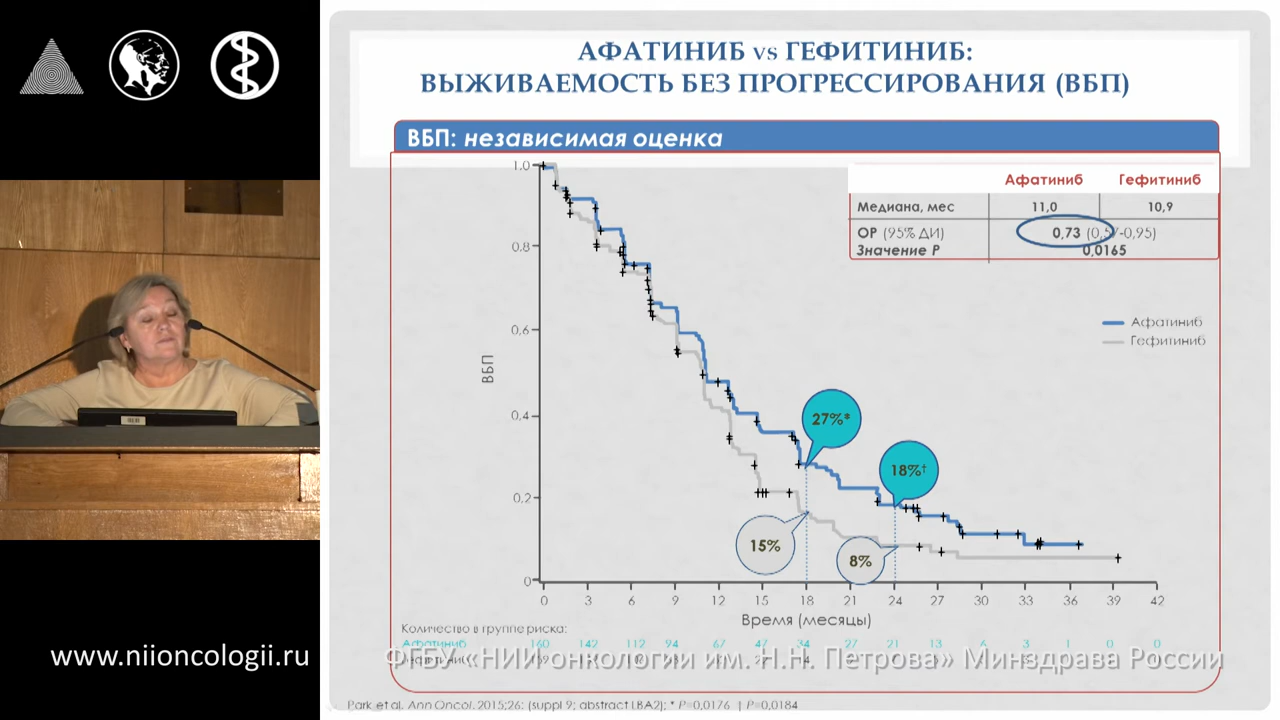 АФАТИНИБ vs ГЕФИТИНИБ:
ВЫЖИВАЕМОСТЬ БЕЗ ПРОГРЕССИРОВАНИЯ (ВБП)
ВБП: независимая оценка
Афатиниб Гефитиниб
Медиана, мес 11,0 10,9
ОР (95% ДИ) 0,73 (0,57-0,95)
Значение P 0,0165
Афатиниб
Гефитиниб
ВБП
1.0
0.8
0.6
0.4
0.2
0
27%*
18%†
15%
8%
0 3 6 9 12 15 18 21 24 27 30 33 36 39 42
Время (месяцы)
Количество в группе риска:
Афатиниб 160 142 112 94 67 47 34 27 21 13 6 3 1 0 0
www.niioncologii.ru
ФГБУ «НИИ онкологии им. Н.Н. Петрова» Минздрава России
Park et al. Ann Oncol. 2015;26: (suppl 9; abstract LBA2); * P=0,0176 | P=0,0184